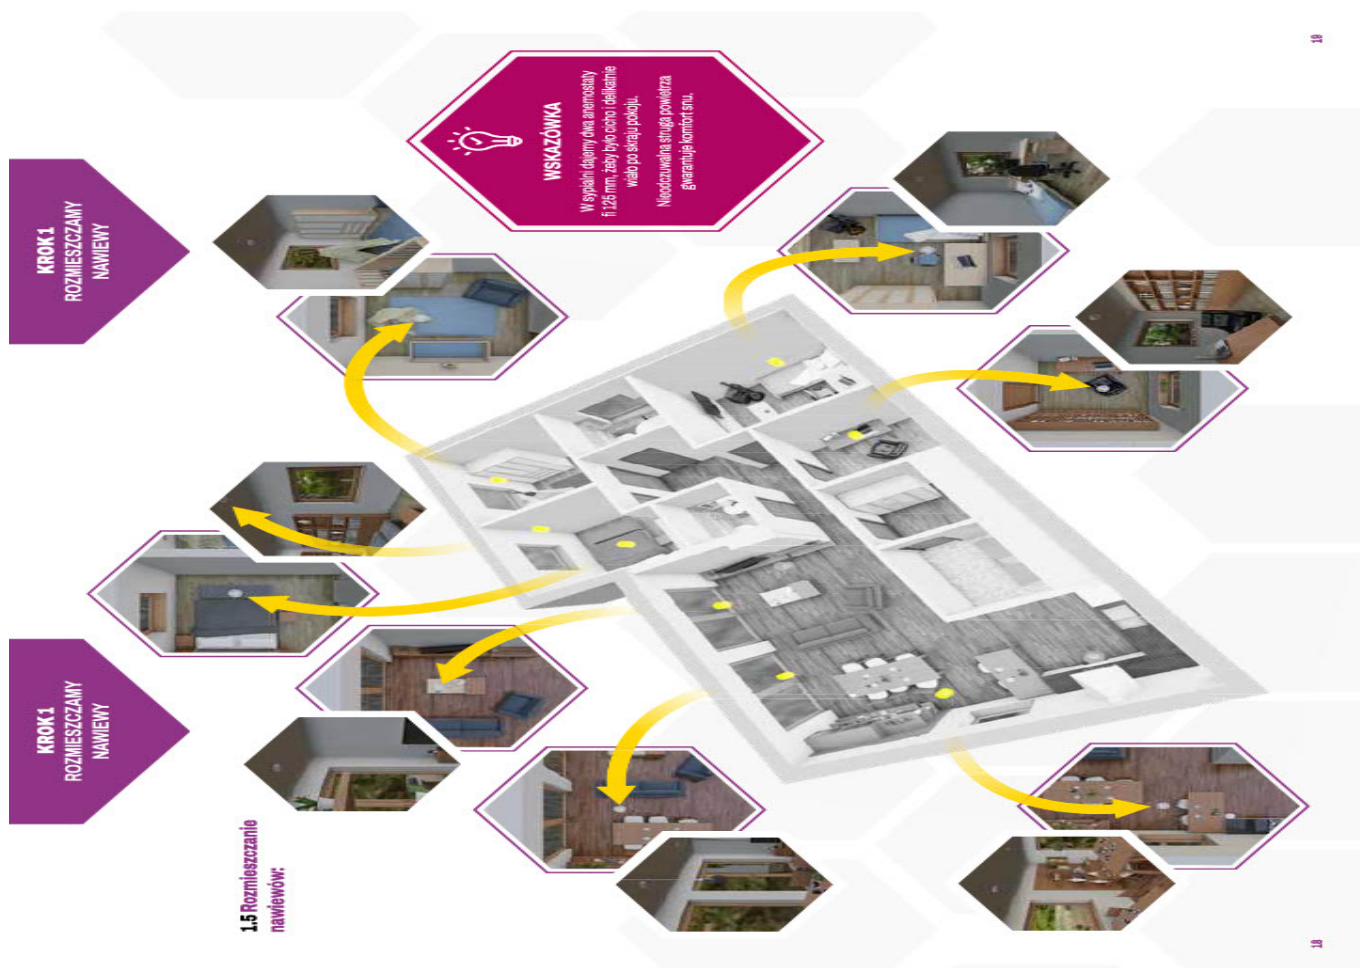 KROK 1
ROZMIESZCZAMY
NAWIEWY
1.5 Rozmieszczanie
nawiewów:
18
KROK 1
ROZMIESZCZAMY
NAWIEWY
WSKAZÓWKA
W sypialni dajemy dwa anemostaty
fi 125 mm, żeby było cicho i delikatnie
wiało po skraju pokoju.
Nieodczuwalna struga powietrza
gwarantuje komfort snu.
19